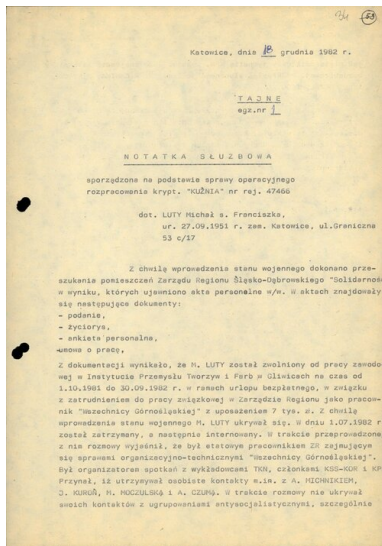 34 53
Katowice, dnia 18 grudnia 1982 r.
TAJNE
egz.nr 1
NOTATKA SŁUŻBOWA
sporządzona na podstawie sprawy operacyjnego
rozpracowania krypt. "KUŹNIA" nr rej. 47466
dot. LUTY Michał s. Franciszka,
ur. 27.09.1951 r. zam. Katowice, ul.Graniczna
53 c/17
Z chwilą wprowadzenia stanu wojennego dokonano prze-
szukania pomieszczeń Zarządu Regionu Śląsko-Dąbrowskiego "Solidarność
w wyniku, których ujawniono akta personalne w/w. W aktach znajdowały
się następujące dokumenty:
- podanie,
- życiorys,
- ankieta personalna,
-umowa o pracę,
Z dokumentacji wynikało, że M. LUTY został zwolniony od pracy zawodo
wej w Instytucie Przemysłu Tworzyw i Farb w Gliwicach na czas od
1.10.1981 do 30.09.1982 r. w ramach urlopu bezpłatnego, w związku
z zatrudnieniem do pracy związkowej w Zarządzie Regionu jako pracow-
nik "Wszechnicy Górnośląskiej" z uposażeniem 7 tys. zł. Z chwilą
wprowadzenia stanu wojennego M. LUTY ukrywał się. W dniu 1.07.1982 r
został zatrzymany, a następnie internowany. W trakcie przeprowadzone
z nim rozmowy wyjaśnił, że był etatowym pracownikiem ZR zajmującym
się sprawami organizacyjno-technicznymi "Wszechnicy Górnośląskiej".
Był organizatorem spotkań z wykładowcami TKN, członkami KSS-KOR i KP
Przyznał, iż utrzymywał osobiste kontakty m.in. z A. MICHNIKIEM,
J. KUROŃ, M. MOCZULSKĄ i A. CZUMĄ. W trakcie rozmowy nie ukrywał
swoich kontaktów z ugrupowaniami antysocjalistycznymi, szczególnie